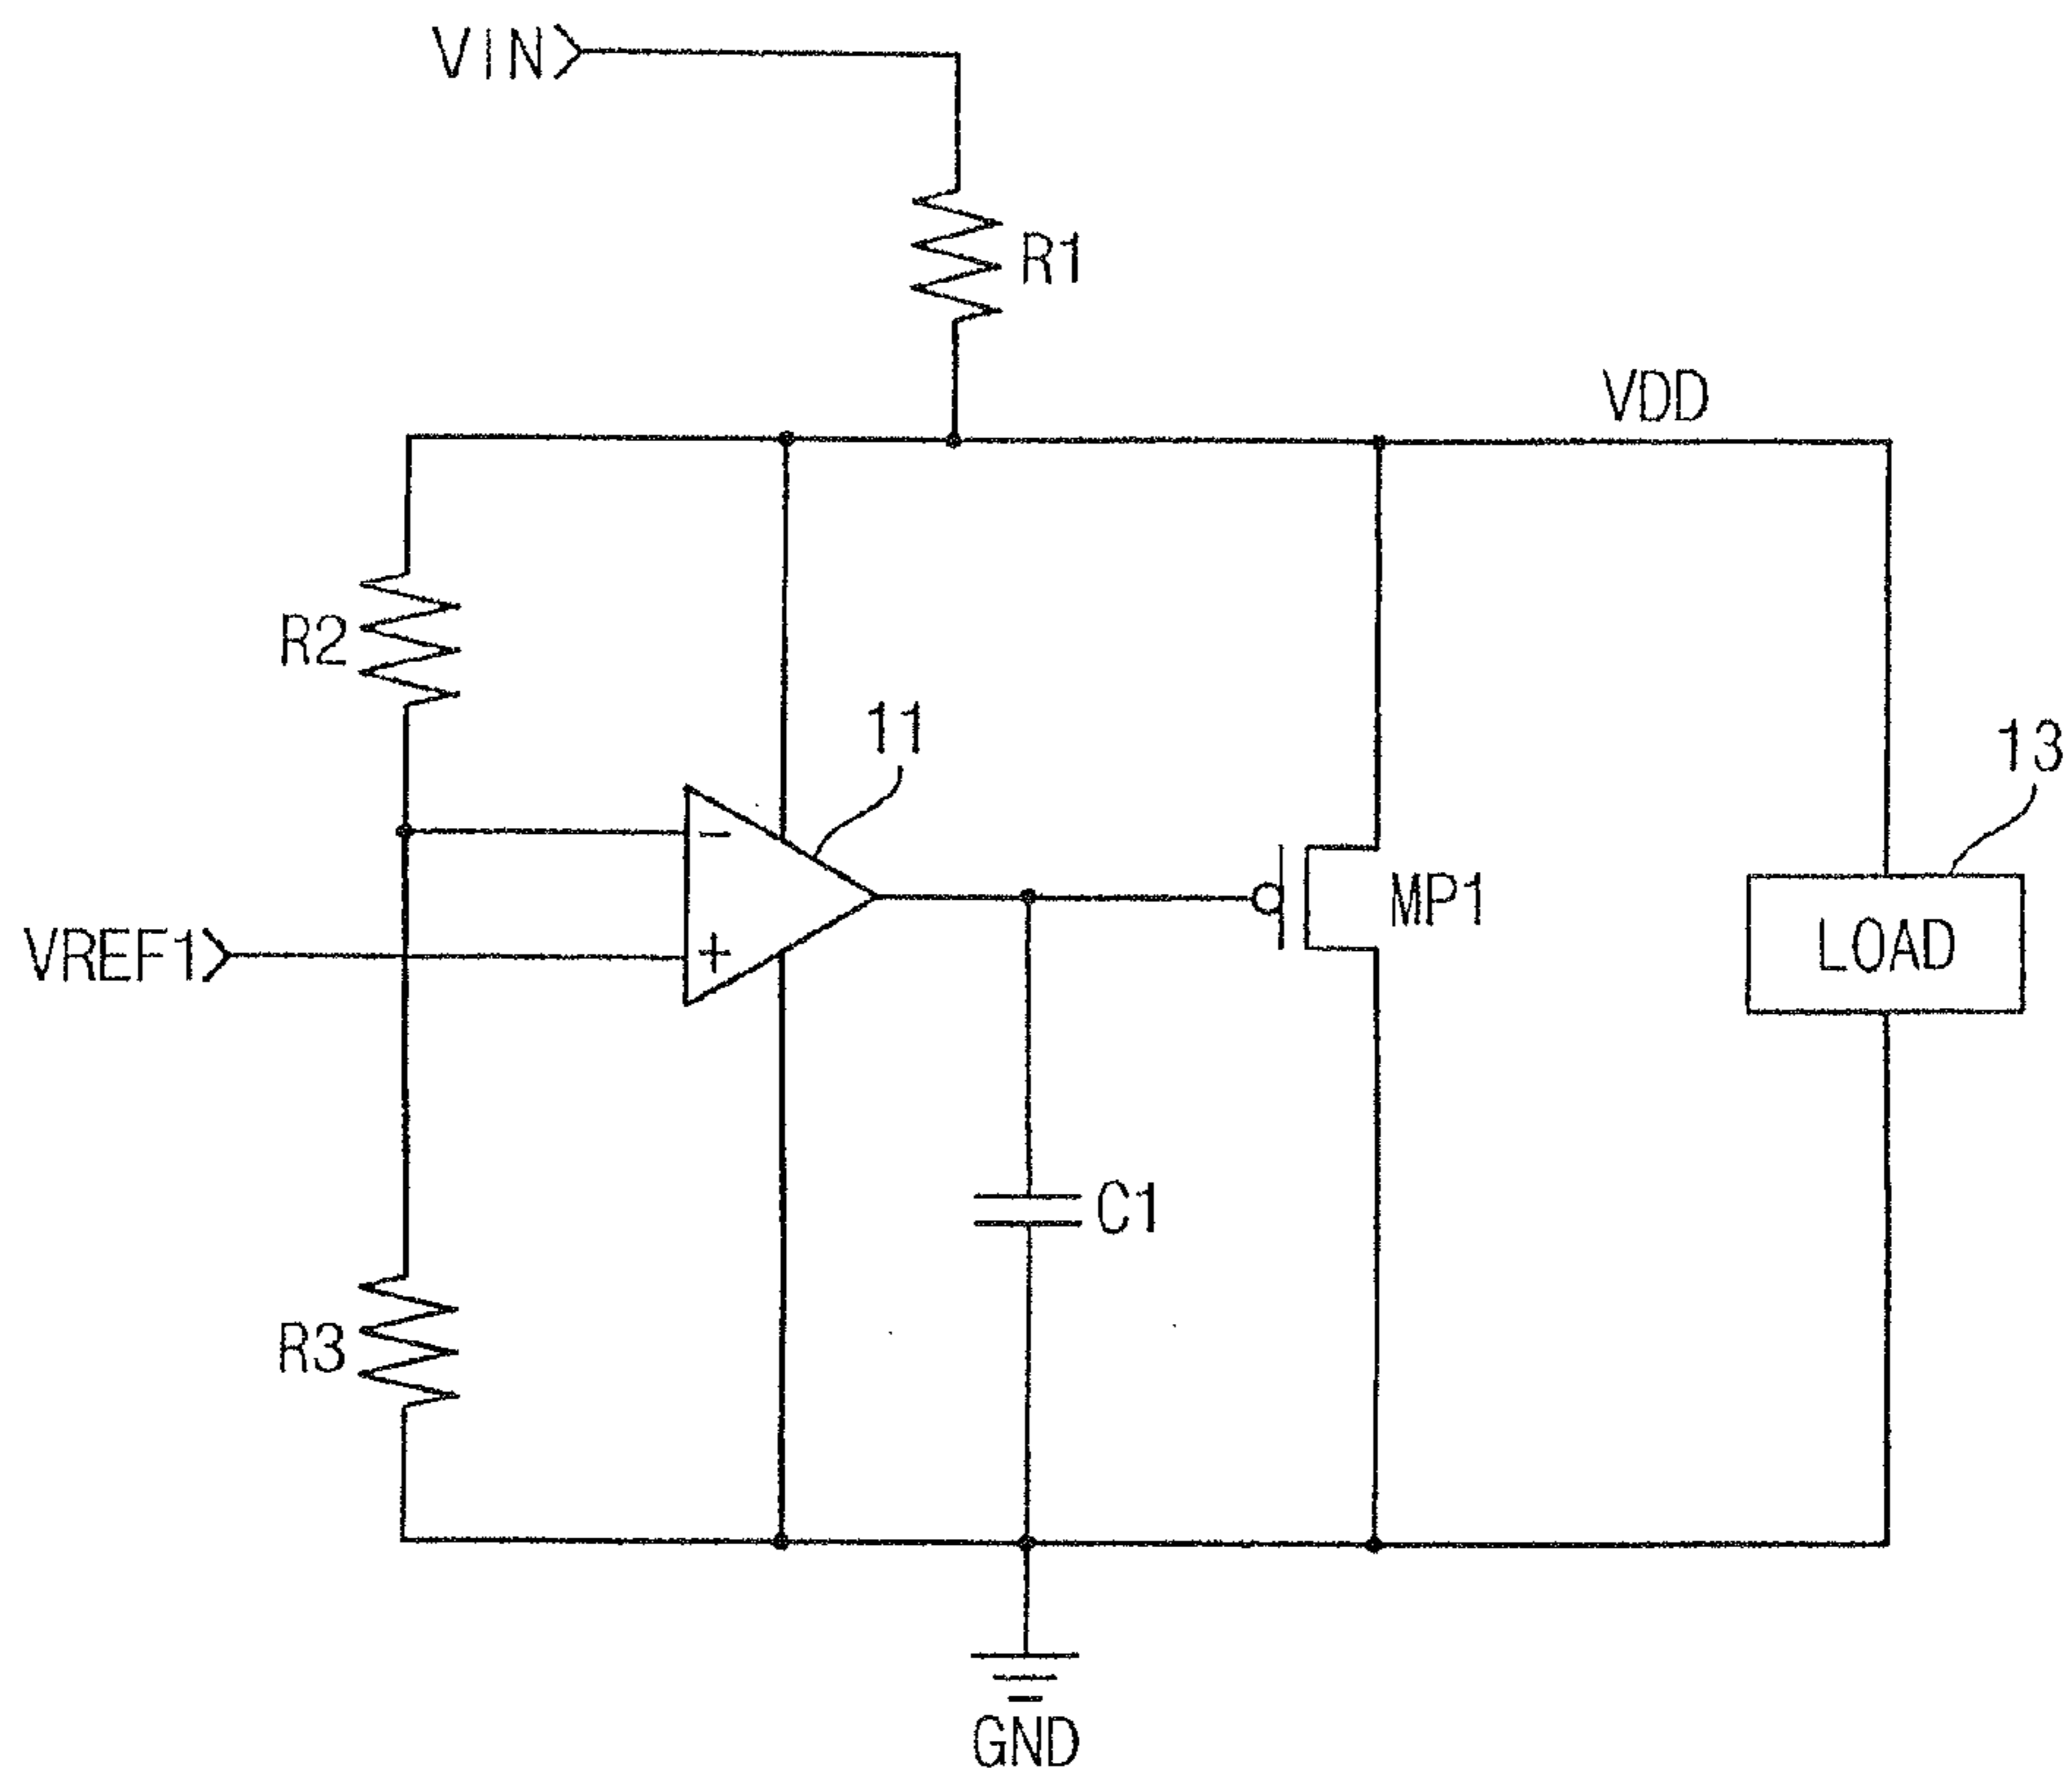 VIN
R1
VDD
R2
11
13
-
MP1
VREF1
+
LOAD
C1
R3
GND